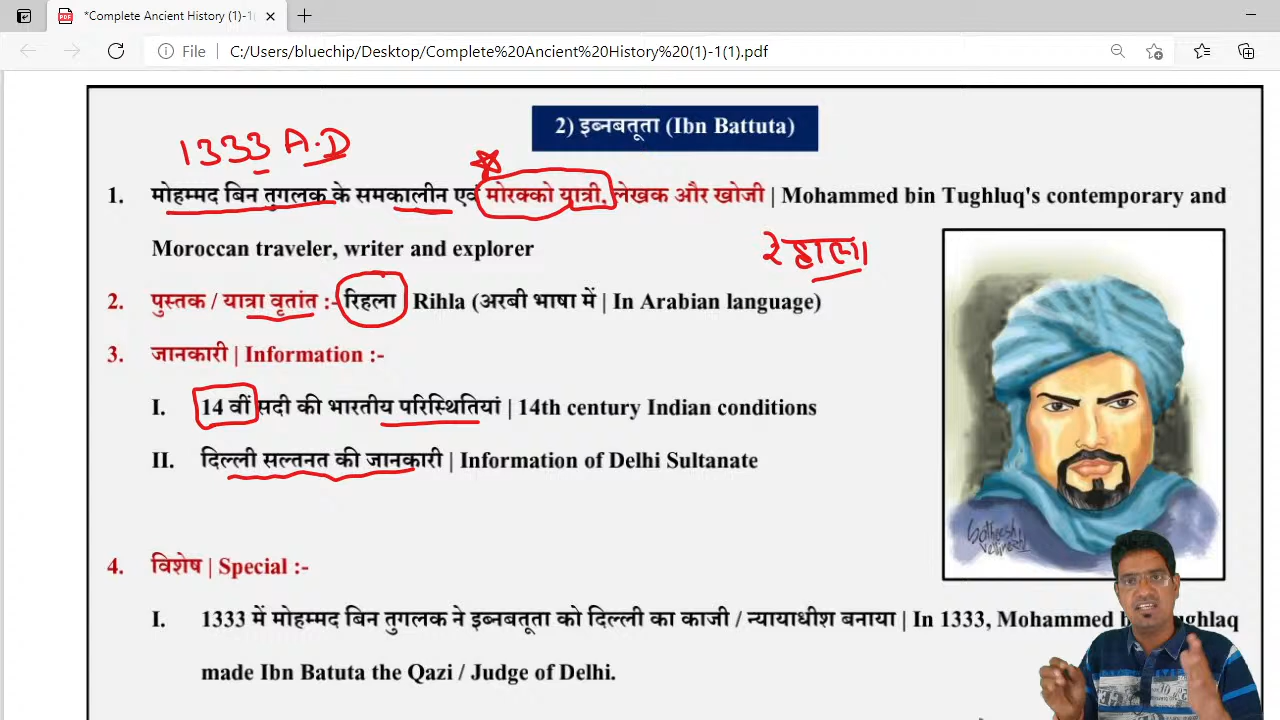 *Complete Ancient History (1)-1(
File C:/Users/bluechip/Desktop/Complete%20Ancient%20History%20(1)-1(1).pdf
2) इब्नबतूता (Ibn Battuta)
1333 A.D
1. मोहम्मद बिन तुगलक के समकालीन एवं मोरक्को यात्री, लेखक और खोजी | Mohammed bin Tughluq's contemporary and
Moroccan traveler, writer and explorer
रेहाला
2. पुस्तक / यात्रा वृतांत :- रिहला Rihla (अरबी भाषा में | In Arabian language)
3. जानकारी | Information :-
I. 14 वीं सदी की भारतीय परिस्थितियां | 14th century Indian conditions
II. दिल्ली सल्तनत की जानकारी | Information of Delhi Sultanate
4. विशेष | Special :-
I. 1333 में मोहम्मद बिन तुगलक ने इब्नबतूता को दिल्ली का काजी / न्यायाधीश बनाया | In 1333, Mohammed
made Ibn Batuta the Qazi / Judge of Delhi.